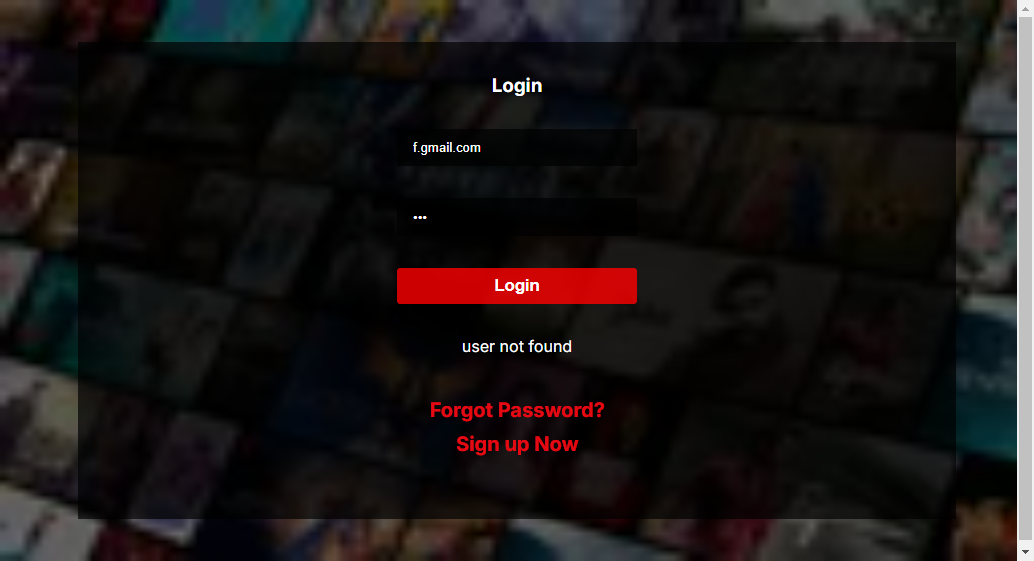 Login
f.gmail.com
•••
Login
user not found
Forgot Password?
Sign up Now